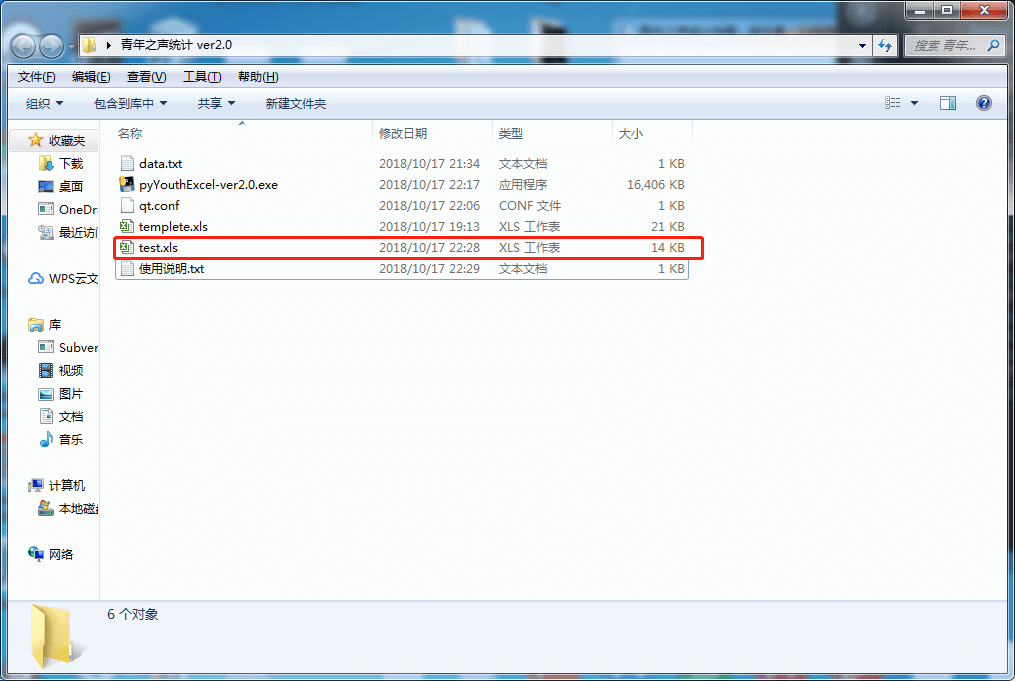 青年之声统计 ver2.0
搜索 青年...
文件(F) 编辑(E) 查看(V) 工具(T) 帮助(H)
组织 包含到库中 共享 新建文件夹
名称 修改日期 类型 大小
data.txt 2018/10/17 21:34 文本文档 1 KB
pyYouthExcel-ver2.0.exe 2018/10/17 22:17 应用程序 16,406 KB
qt.conf 2018/10/17 22:06 CONF 文件 1 KB
templete.xls 2018/10/17 19:13 XLS 工作表 21 KB
test.xls 2018/10/17 22:28 XLS 工作表 14 KB
使用说明.txt 2018/10/17 22:29 文本文档 1 KB
收藏夹
下载
桌面
OneDr
最近访
WPS云文
库
Subver
视频
图片
文档
音乐
计算机
本地磁
网络
6 个对象